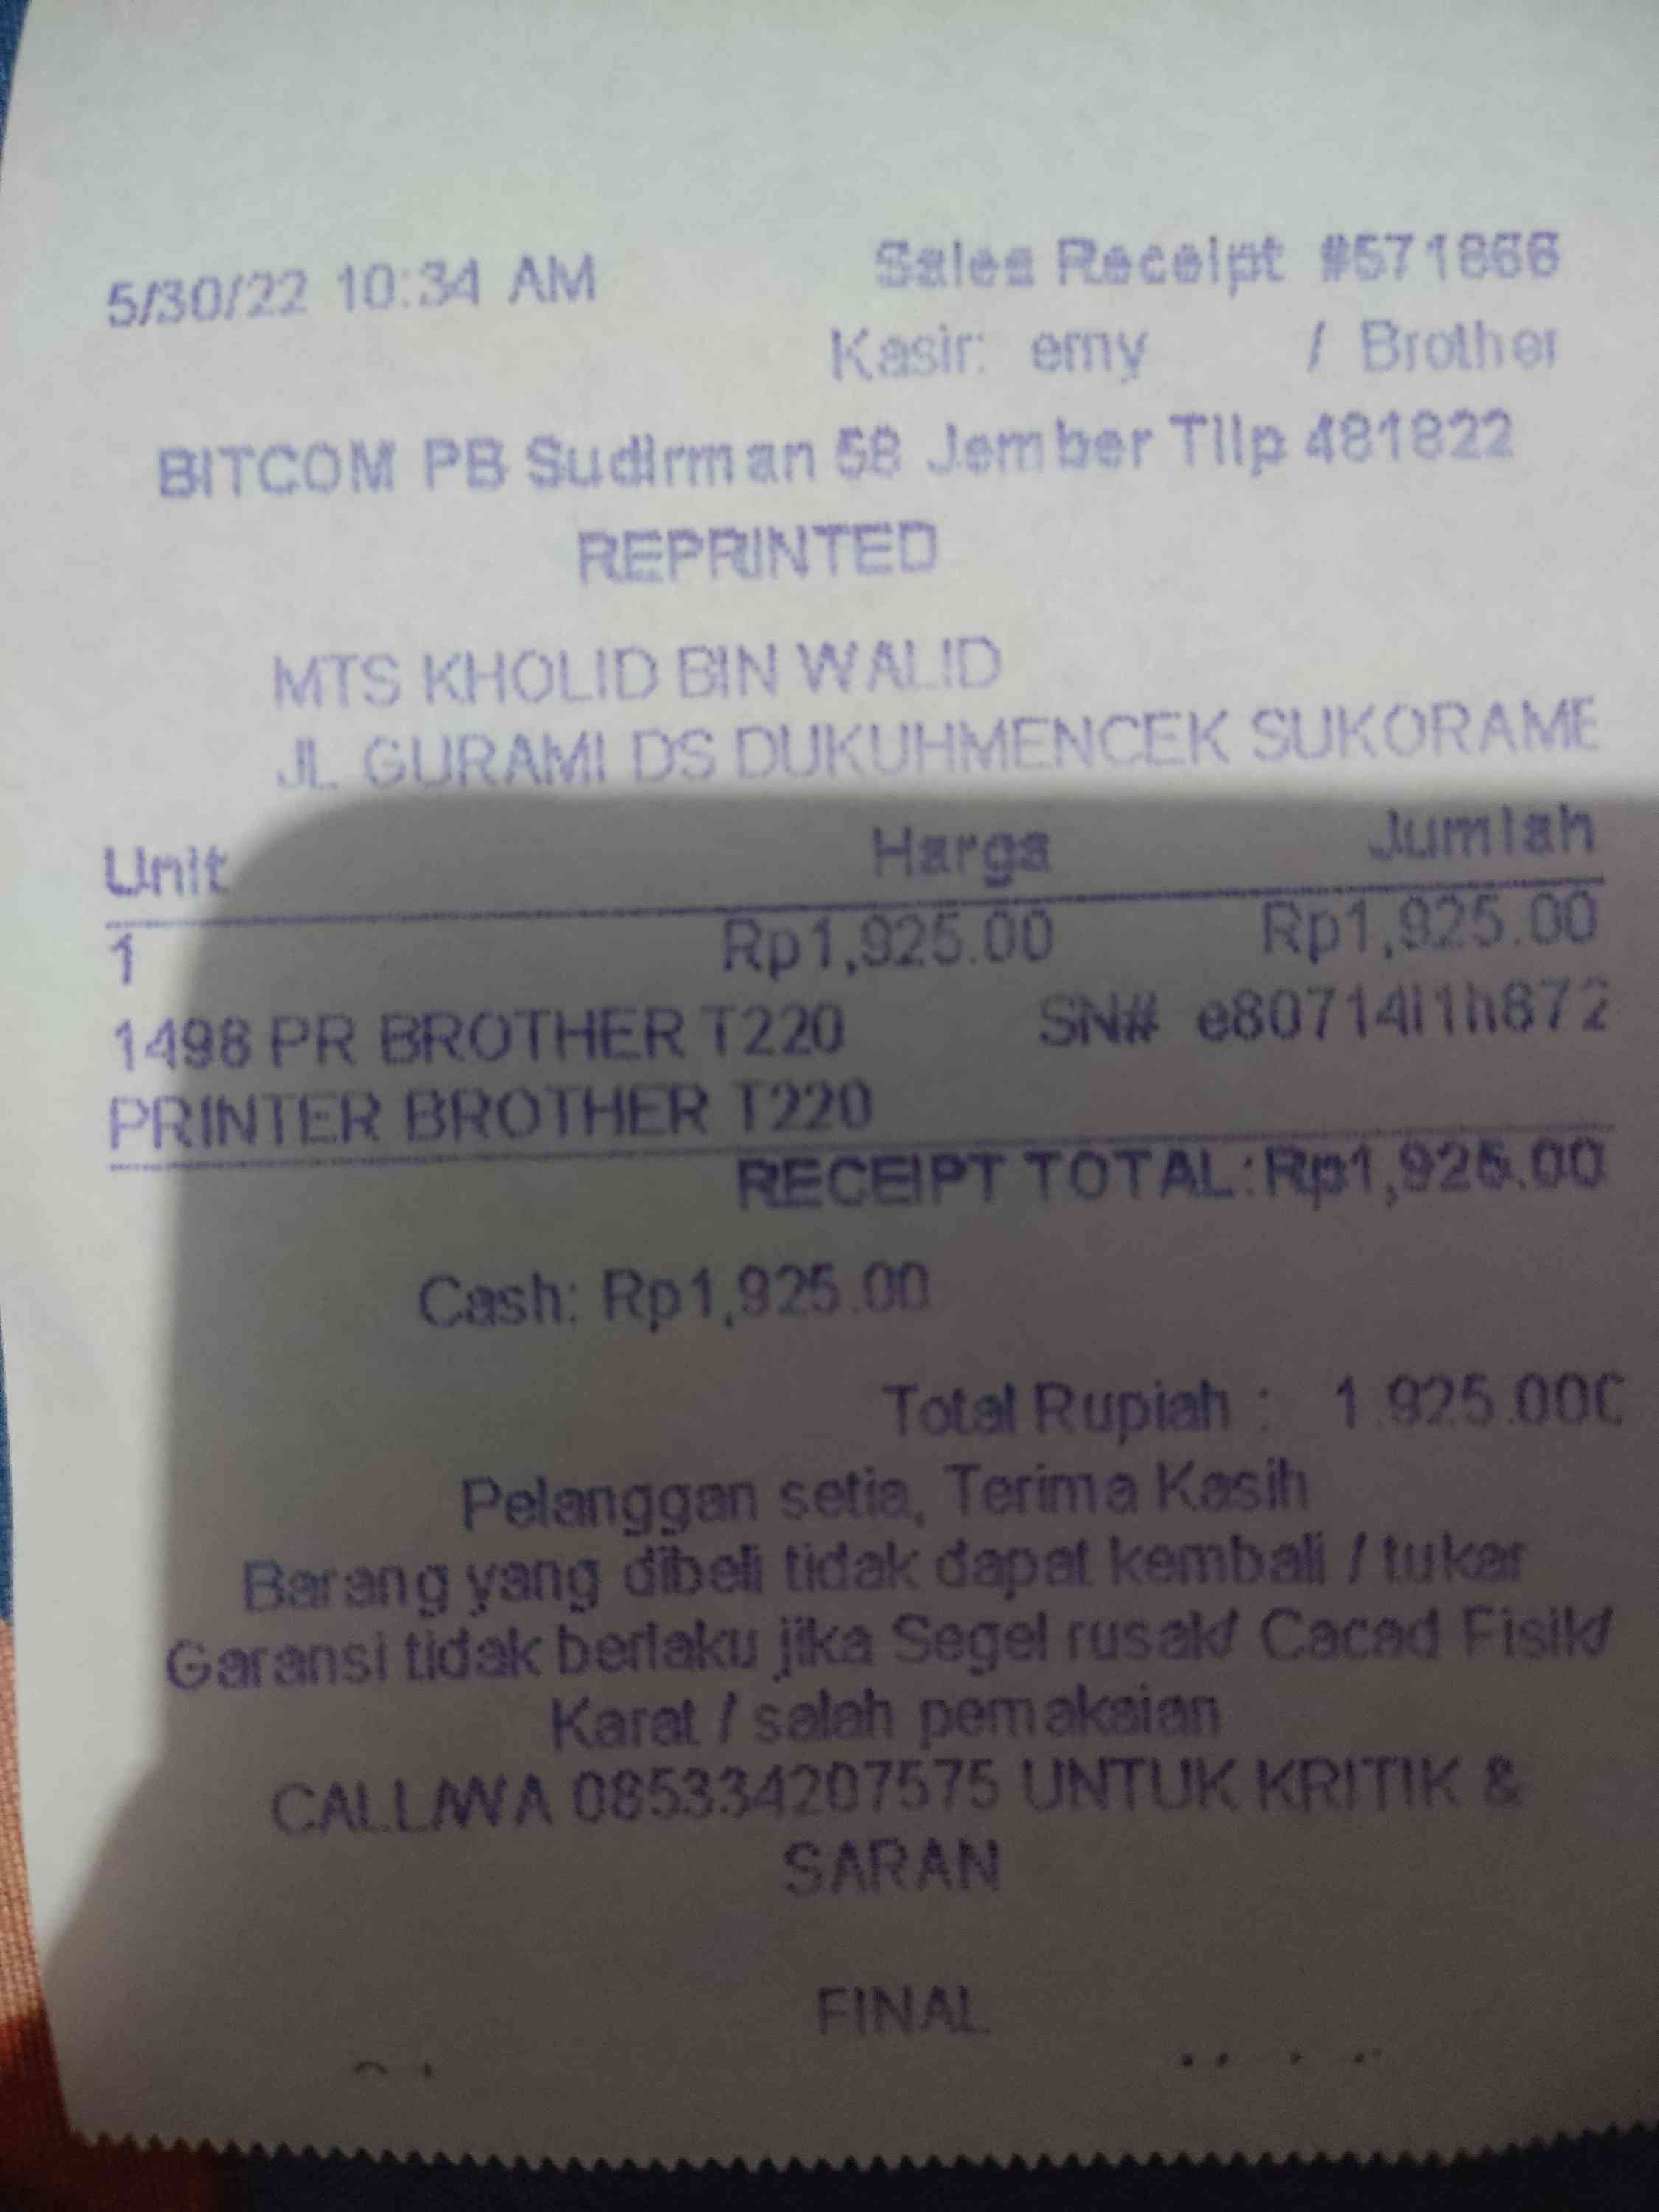 5/30/22 10:34 AM
Sales Receipt #571866
Kasir: erny / Brother
BITCOM PB Sudirman 58 Jember Tllp 481822
REPRINTED
MTS KHOLID BIN WALID
JL GURAMI DS DUKUHMENCEK SUKORAME
Unit Harga Jumlah
1 Rp1,925.00 Rp1,925.00
1498 PR BROTHER T220 SN# e80714l1h872
PRINTER BROTHER T220
RECEIPT TOTAL: Rp1,925.00
Cash: Rp1,925.00
Total Rupiah : 1.925.000
Pelanggan setia, Terima Kasih
Barang yang dibeli tidak dapat kembali / tukar
Garansi tidak berlaku jika Segel rusak/ Cacad Fisik/
Karat / salah pemakaian
CALL/WA 085334207575 UNTUK KRITIK &
SARAN
FINAL